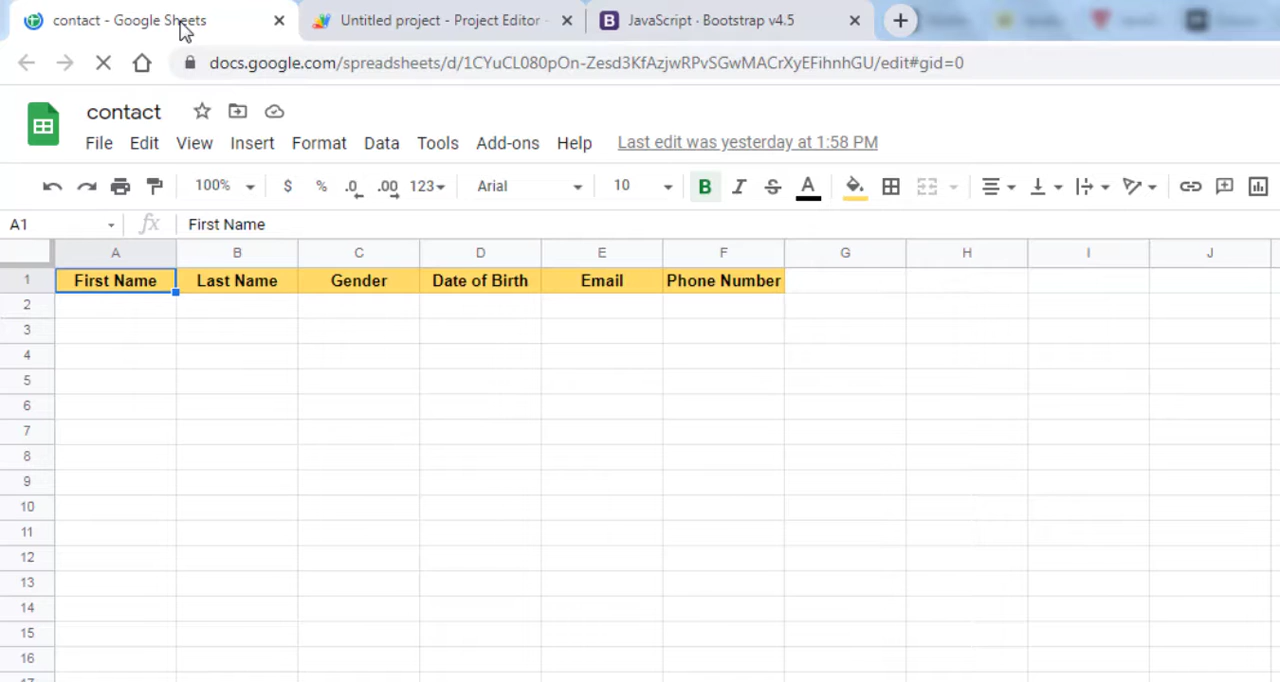 contact - Google Sheets Untitled project - Project Editor - JavaScript · Bootstrap v4.5
docs.google.com/spreadsheets/d/1CYuCL080pOn-Zesd3KfAzjwRPvSGwMACrXyEFihnhGU/edit#gid=0
contact
File Edit View Insert Format Data Tools Add-ons Help Last edit was yesterday at 1:58 PM
100% $ % .0 .00 123 Arial 10 B I S A
A1 fx First Name
A B C D E F G H I J
1 First Name Last Name Gender Date of Birth Email Phone Number
2
3
4
5
6
7
8
9
10
11
12
13
14
15
16
17